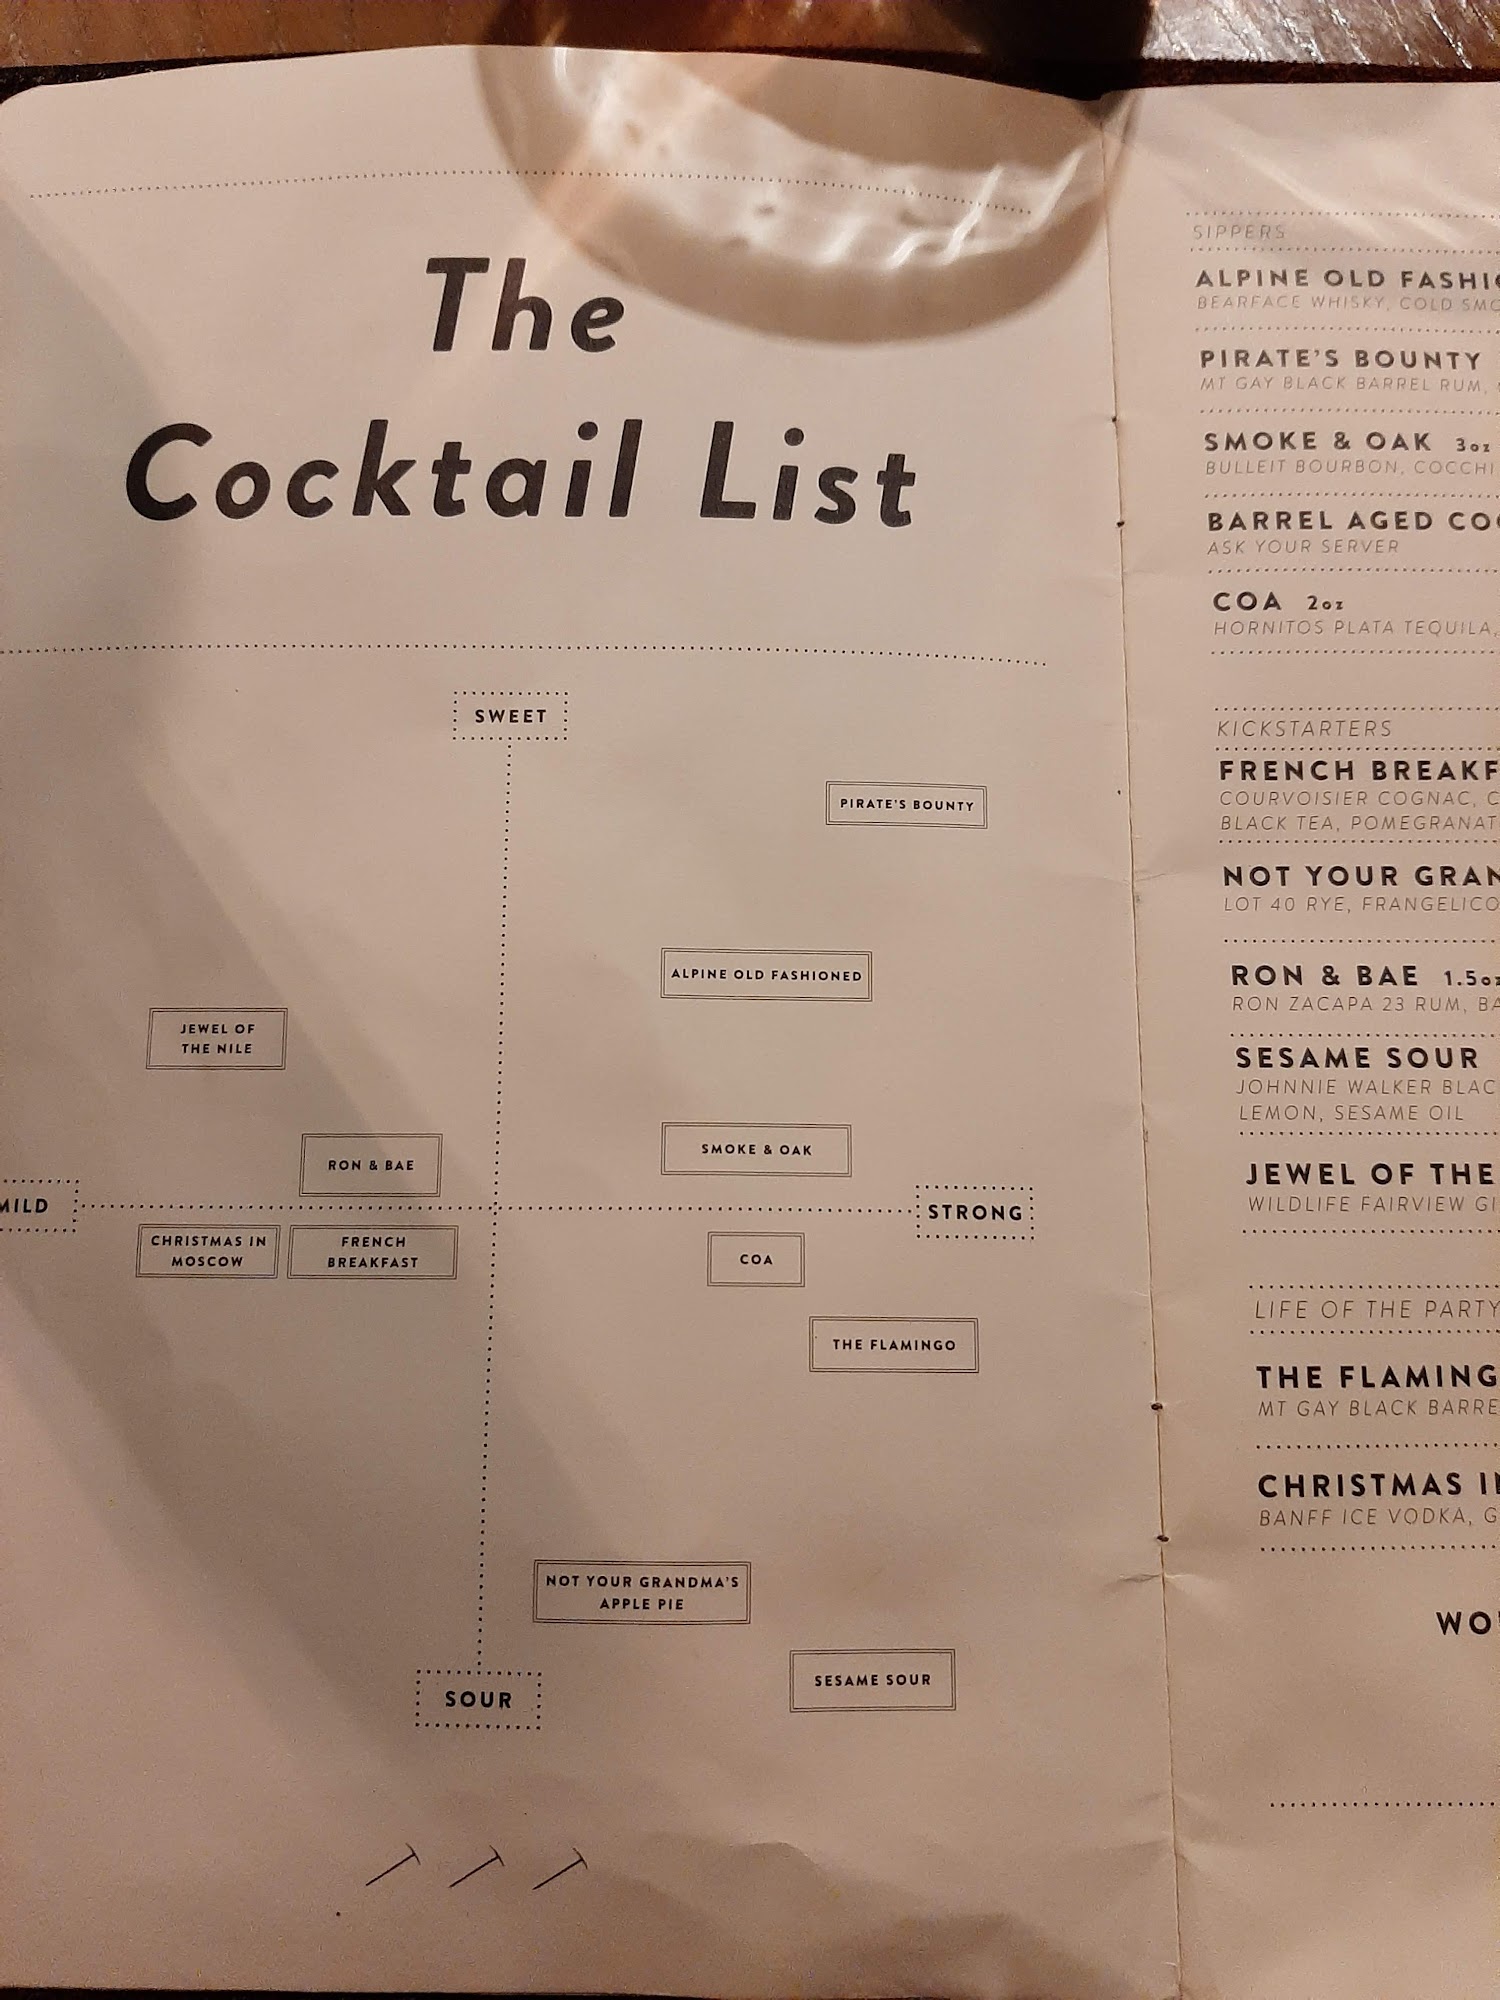 The
Cocktail List
SWEET
PIRATE'S BOUNTY
ALPINE OLD FASHIONED
JEWEL OF
THE NILE
SMOKE & OAK
RON & BAE
MILD
STRONG
CHRISTMAS IN
MOSCOW
FRENCH
BREAKFAST
COA
THE FLAMINGO
NOT YOUR GRANDMA'S
APPLE PIE
SESAME SOUR
SOUR
SIPPERS
ALPINE OLD FASHI
BEARFACE WHISKY, COLD SMO
PIRATE'S BOUNTY
MT GAY BLACK BARREL RUM,
SMOKE & OAK 3oz
BULLEIT BOURBON, COCCHI
BARREL AGED CO
ASK YOUR SERVER
COA 2oz
HORNITOS PLATA TEQUILA,
KICKSTARTERS
FRENCH BREAKF
COURVOISIER COGNAC, C
BLACK TEA, POMEGRANAT
NOT YOUR GRAN
LOT 40 RYE, FRANGELICO
RON & BAE 1.5oz
RON ZACAPA 23 RUM, BA
SESAME SOUR
JOHNNIE WALKER BLAC
LEMON, SESAME OIL
JEWEL OF THE
WILDLIFE FAIRVIEW GI
LIFE OF THE PARTY
THE FLAMING
MT GAY BLACK BARRE
CHRISTMAS IN
BANFF ICE VODKA, G
WO